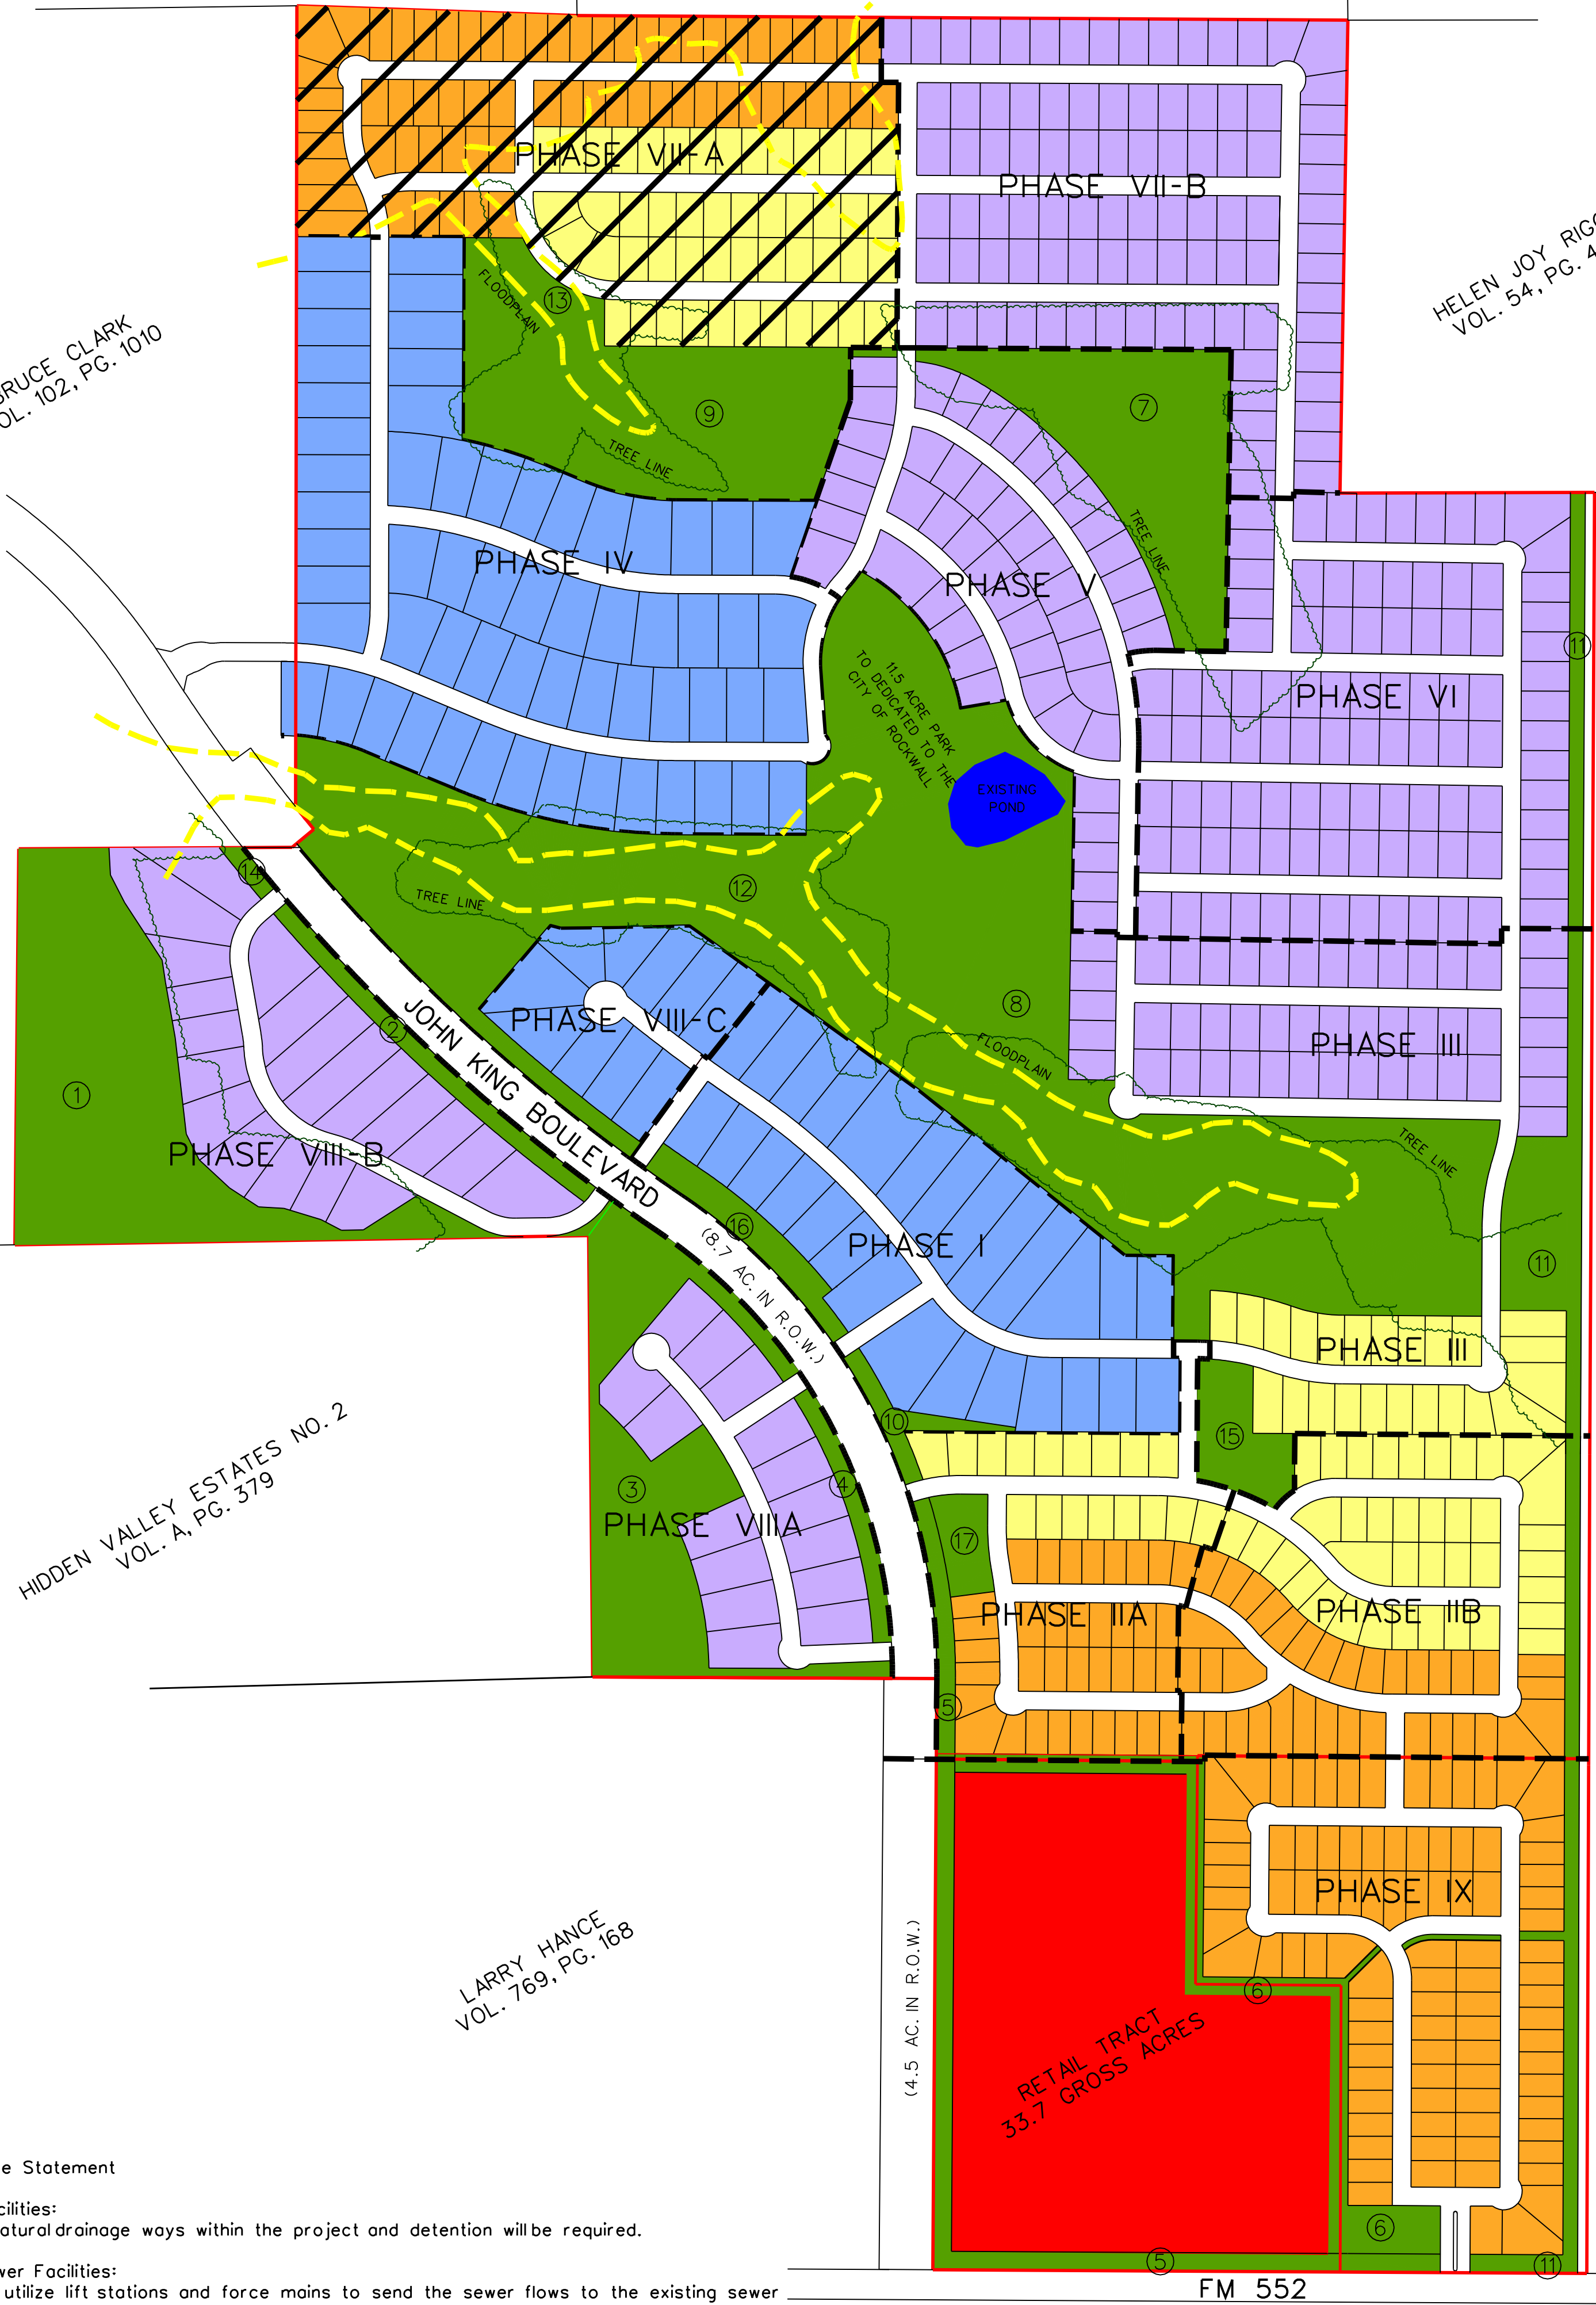 PHASE VII-A
PHASE VII-B
HELEN JOY
VOL. 54, PG.
FLOODPLAIN
13
CLARK
VOL. 102, PG. 1010
9
7
TREE LINE
TREE LINE
PHASE IV
PHASE V
11
11.5 ACRE PARK
TO DEDICATED TO THE
CITY OF ROCKWALL
PHASE VI
EXISTING
POND
14
12
TREE LINE
8
PHASE VIII-C
2
JOHN KING BOULEVARD
(8.7 AC. IN R.O.W.)
FLOODPLAIN
PHASE III
1
PHASE VIII-B
TREE LINE
16
PHASE I
11
PHASE III
10
15
HIDDEN VALLEY ESTATES NO. 2
VOL. A, PG. 379
3
4
PHASE VIIIA
17
PHASE IIA
PHASE IIB
5
PHASE IX
LARRY HANCE
VOL. 769, PG. 168
(4.5 AC. IN R.O.W.)
6
RETAIL TRACT
33.7 GROSS ACRES
e Statement
cilities:
natural drainage ways within the project and detention will be required.
6
wer Facilities:
utilize lift stations and force mains to send the sewer flows to the existing sewer
5
11
FM 552